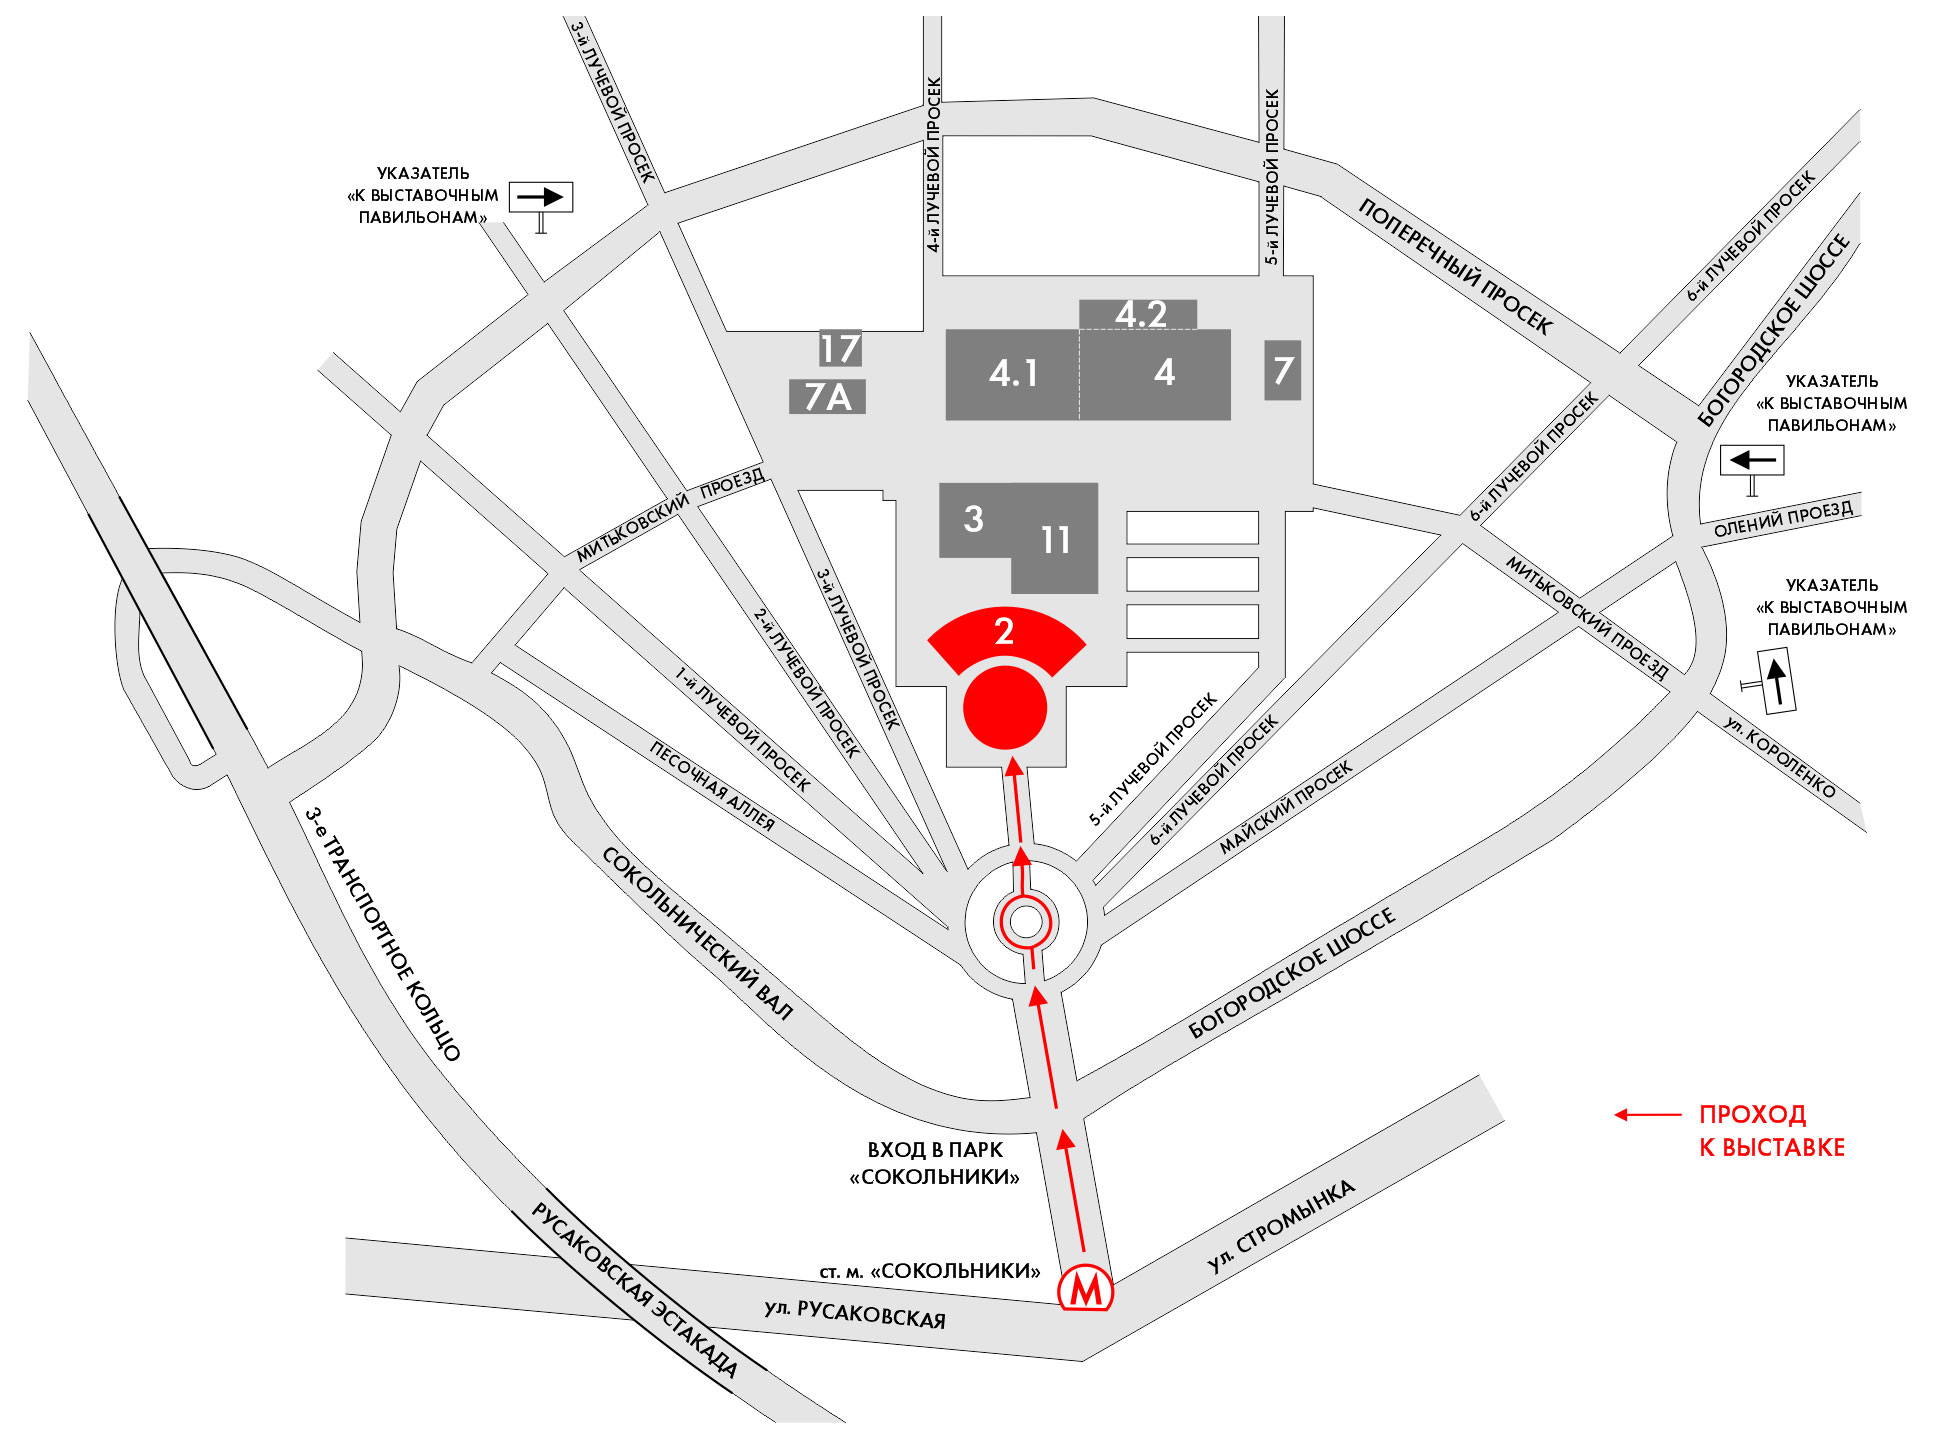 3-й ЛУЧЕВОЙ ПРОСЕК
4-й ЛУЧЕВОЙ ПРОСЕК
5-й ЛУЧЕВОЙ ПРОСЕК
УКАЗАТЕЛЬ
«К ВЫСТАВОЧНЫМ
ПАВИЛЬОНАМ»
ПОПЕРЕЧНЫЙ ПРОСЕК
6-й ЛУЧЕВОЙ ПРОСЕК
БОГОРОДСКОЕ ШОССЕ
4.2
17
4.1
4
7
7А
УКАЗАТЕЛЬ
«К ВЫСТАВОЧНЫМ
ПАВИЛЬОНАМ»
6-й ЛУЧЕВОЙ ПРОСЕК
МИТЬКОВСКИЙ ПРОЕЗД
3
11
ОЛЕНИЙ ПРОЕЗД
МИТЬКОВСКИЙ ПРОЕЗД
УКАЗАТЕЛЬ
«К ВЫСТАВОЧНЫМ
ПАВИЛЬОНАМ»
2
3-й ЛУЧЕВОЙ ПРОСЕК
2-й ЛУЧЕВОЙ ПРОСЕК
1-й ЛУЧЕВОЙ ПРОСЕК
ПЕСОЧНАЯ АЛЛЕЯ
5-й ЛУЧЕВОЙ ПРОСЕК
6-й ЛУЧЕВОЙ ПРОСЕК
МАЙСКИЙ ПРОСЕК
ул. КОРОЛЕНКО
3-е ТРАНСПОРТНОЕ КОЛЬЦО
СОКОЛЬНИЧЕСКИЙ ВАЛ
БОГОРОДСКОЕ ШОССЕ
ПРОХОД
К ВЫСТАВКЕ
ВХОД В ПАРК
«СОКОЛЬНИКИ»
РУСАКОВСКАЯ ЭСТАКАДА
ст. м. «СОКОЛЬНИКИ»
М
ул. СТРОМЫНКА
ул. РУСАКОВСКАЯ